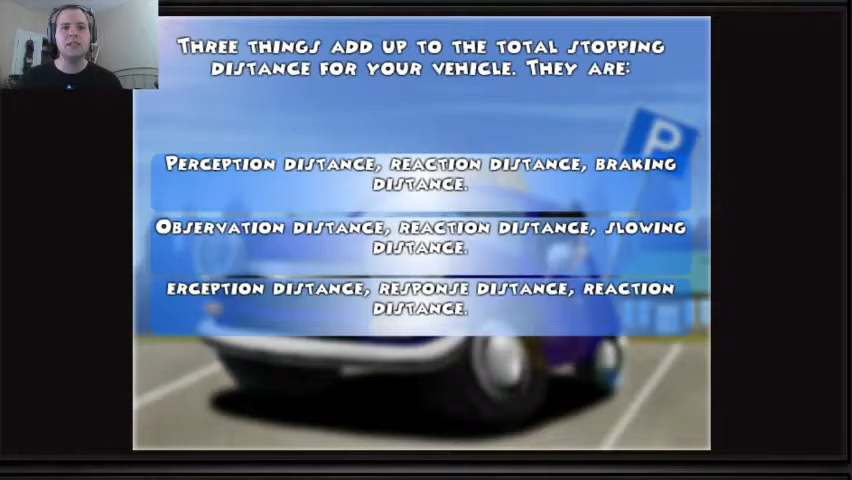 Three things add up to the total stopping
distance for your vehicle. They are:
P
Perception distance, reaction distance, braking
distance.
Observation distance, reaction distance, slowing
distance.
erception distance, response distance, reaction
distance.